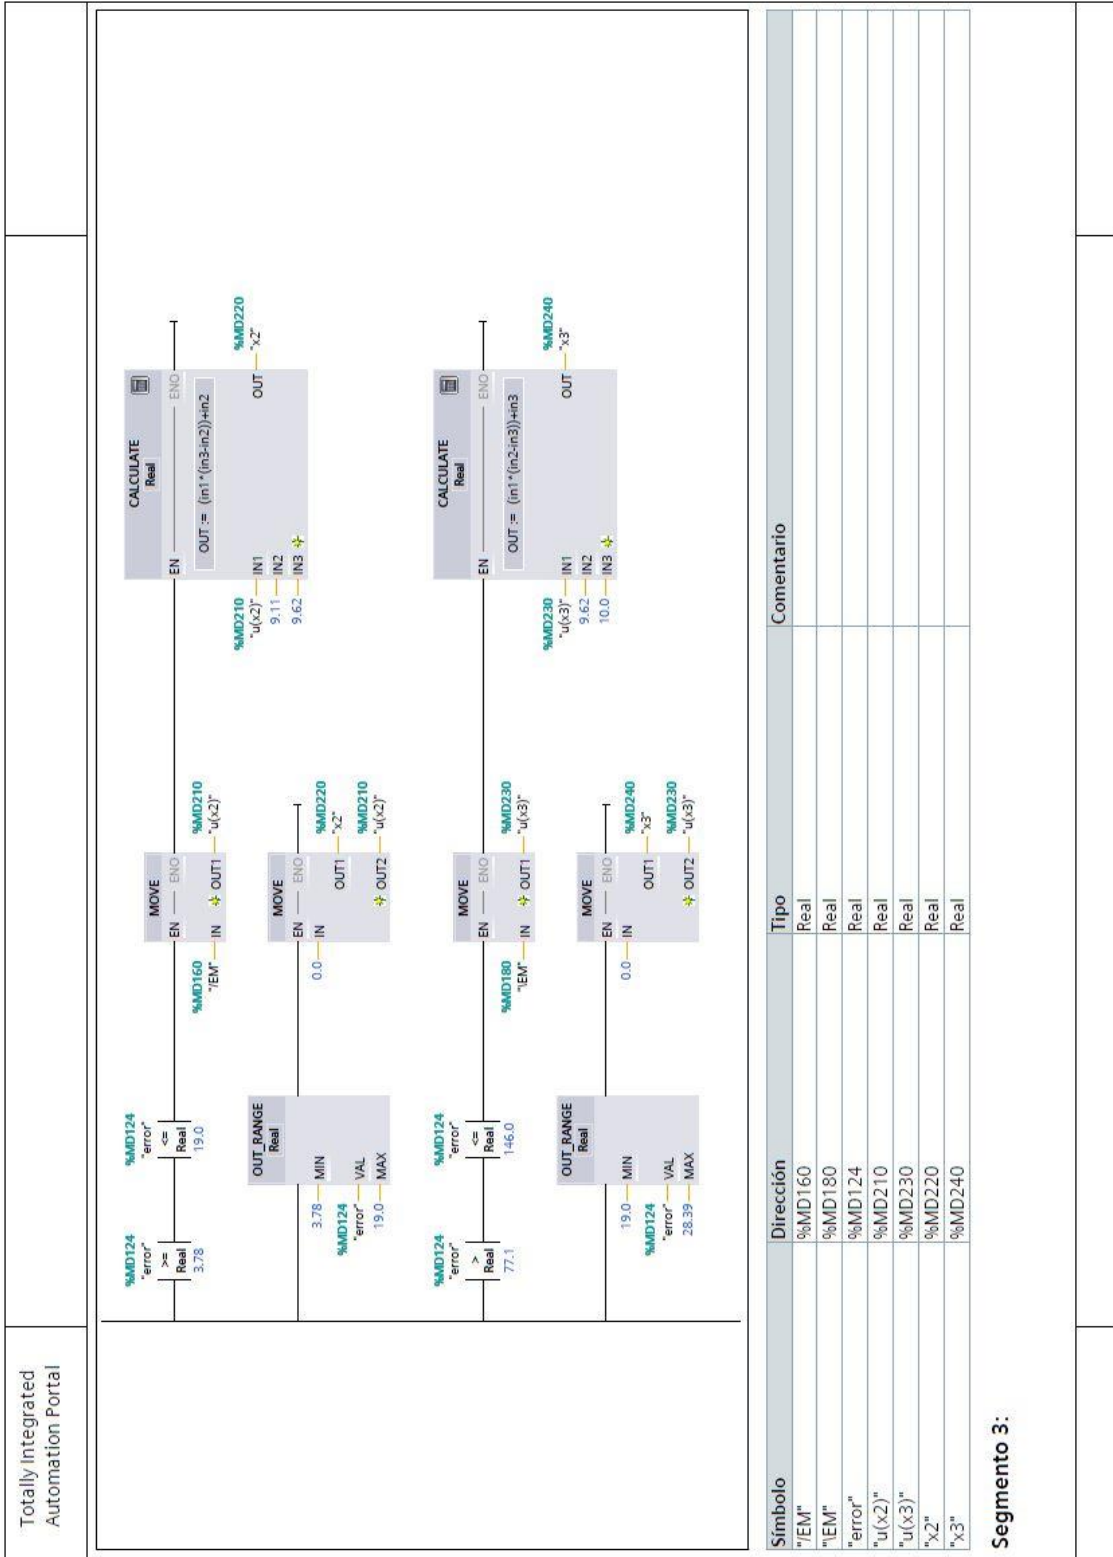 Totally Integrated
Automation Portal
%MD124
"error"
>=
Real
3.78
%MD124
"error"
<=
Real
19.0
MOVE
EN
ENO
%MD160
"/EM"
IN
OUT1
%MD210
"u(x2)"
CALCULATE
Real
EN
ENO
OUT := (in1*(in3-in2))+in2
%MD210
"u(x2)"
IN1
9.11
IN2
9.62
IN3
OUT
%MD220
"x2"
OUT_RANGE
Real
3.78
MIN
%MD124
"error"
VAL
19.0
MAX
MOVE
EN
ENO
0.0
IN
OUT1
%MD220
"x2"
OUT2
%MD210
"u(x2)"
%MD124
"error"
>
Real
77.1
%MD124
"error"
<=
Real
146.0
MOVE
EN
ENO
%MD180
"\EM"
IN
OUT1
%MD230
"u(x3)"
CALCULATE
Real
EN
ENO
OUT := (in1*(in2-in3))+in3
%MD230
"u(x3)"
IN1
9.62
IN2
10.0
IN3
OUT
%MD240
"x3"
OUT_RANGE
Real
19.0
MIN
%MD124
"error"
VAL
28.39
MAX
MOVE
EN
ENO
0.0
IN
OUT1
%MD240
"x3"
OUT2
%MD230
"u(x3)"
Símbolo Dirección Tipo Comentario
"/EM" %MD160 Real
"\EM" %MD180 Real
"error" %MD124 Real
"u(x2)" %MD210 Real
"u(x3)" %MD230 Real
"x2" %MD220 Real
"x3" %MD240 Real
Segmento 3: